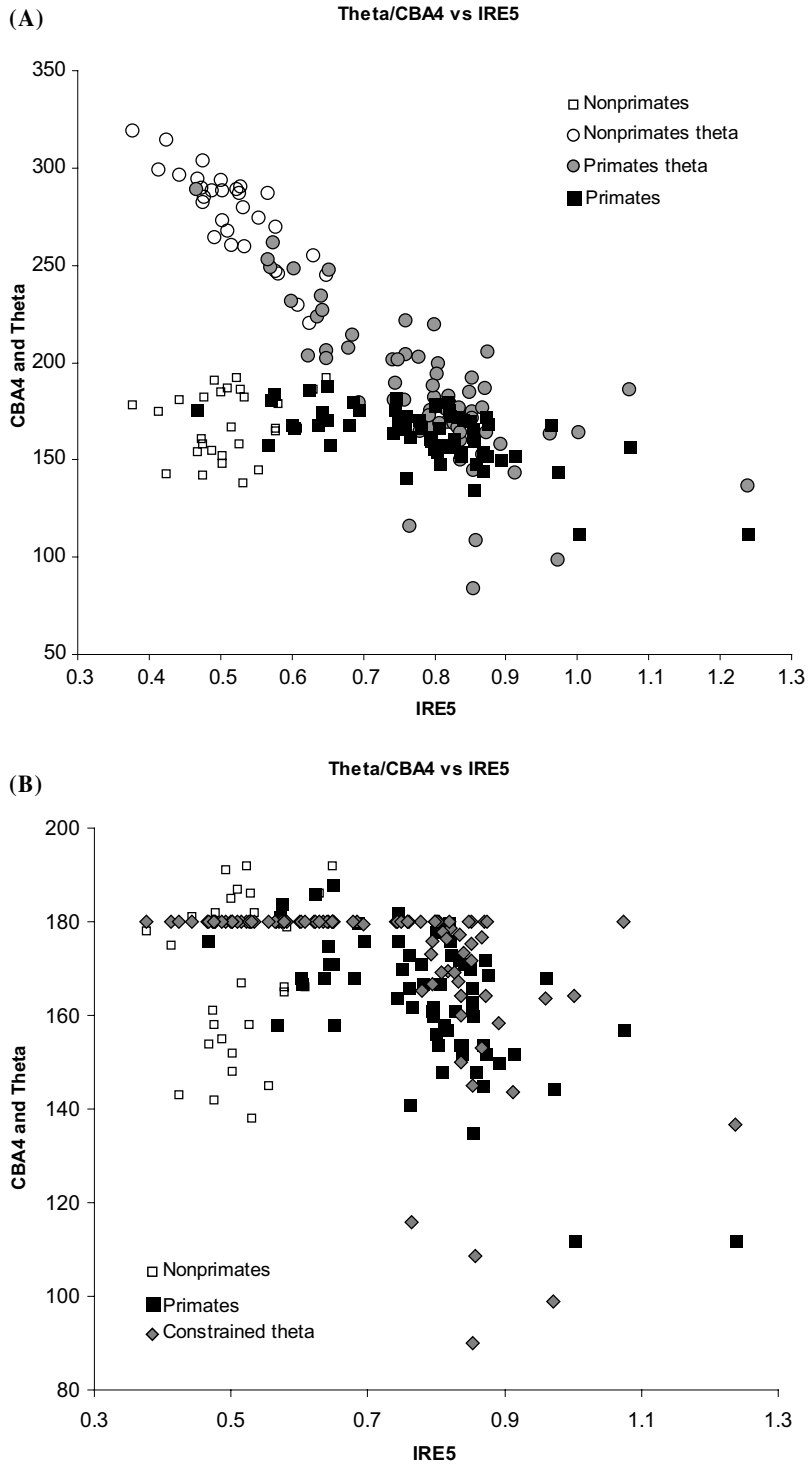 (A)
Theta/CBA4 vs IRE5
350
300
250
200
150
100
50
CBA4 and Theta
Nonprimates
Nonprimates theta
Primates theta
Primates
0.3 0.4 0.5 0.6 0.7 0.8 0.9 1.0 1.1 1.2 1.3
IRE5
(B)
Theta/CBA4 vs IRE5
200
180
160
140
120
100
80
CBA4 and Theta
Nonprimates
Primates
Constrained theta
0.3 0.5 0.7 0.9 1.1 1.3
IRE5